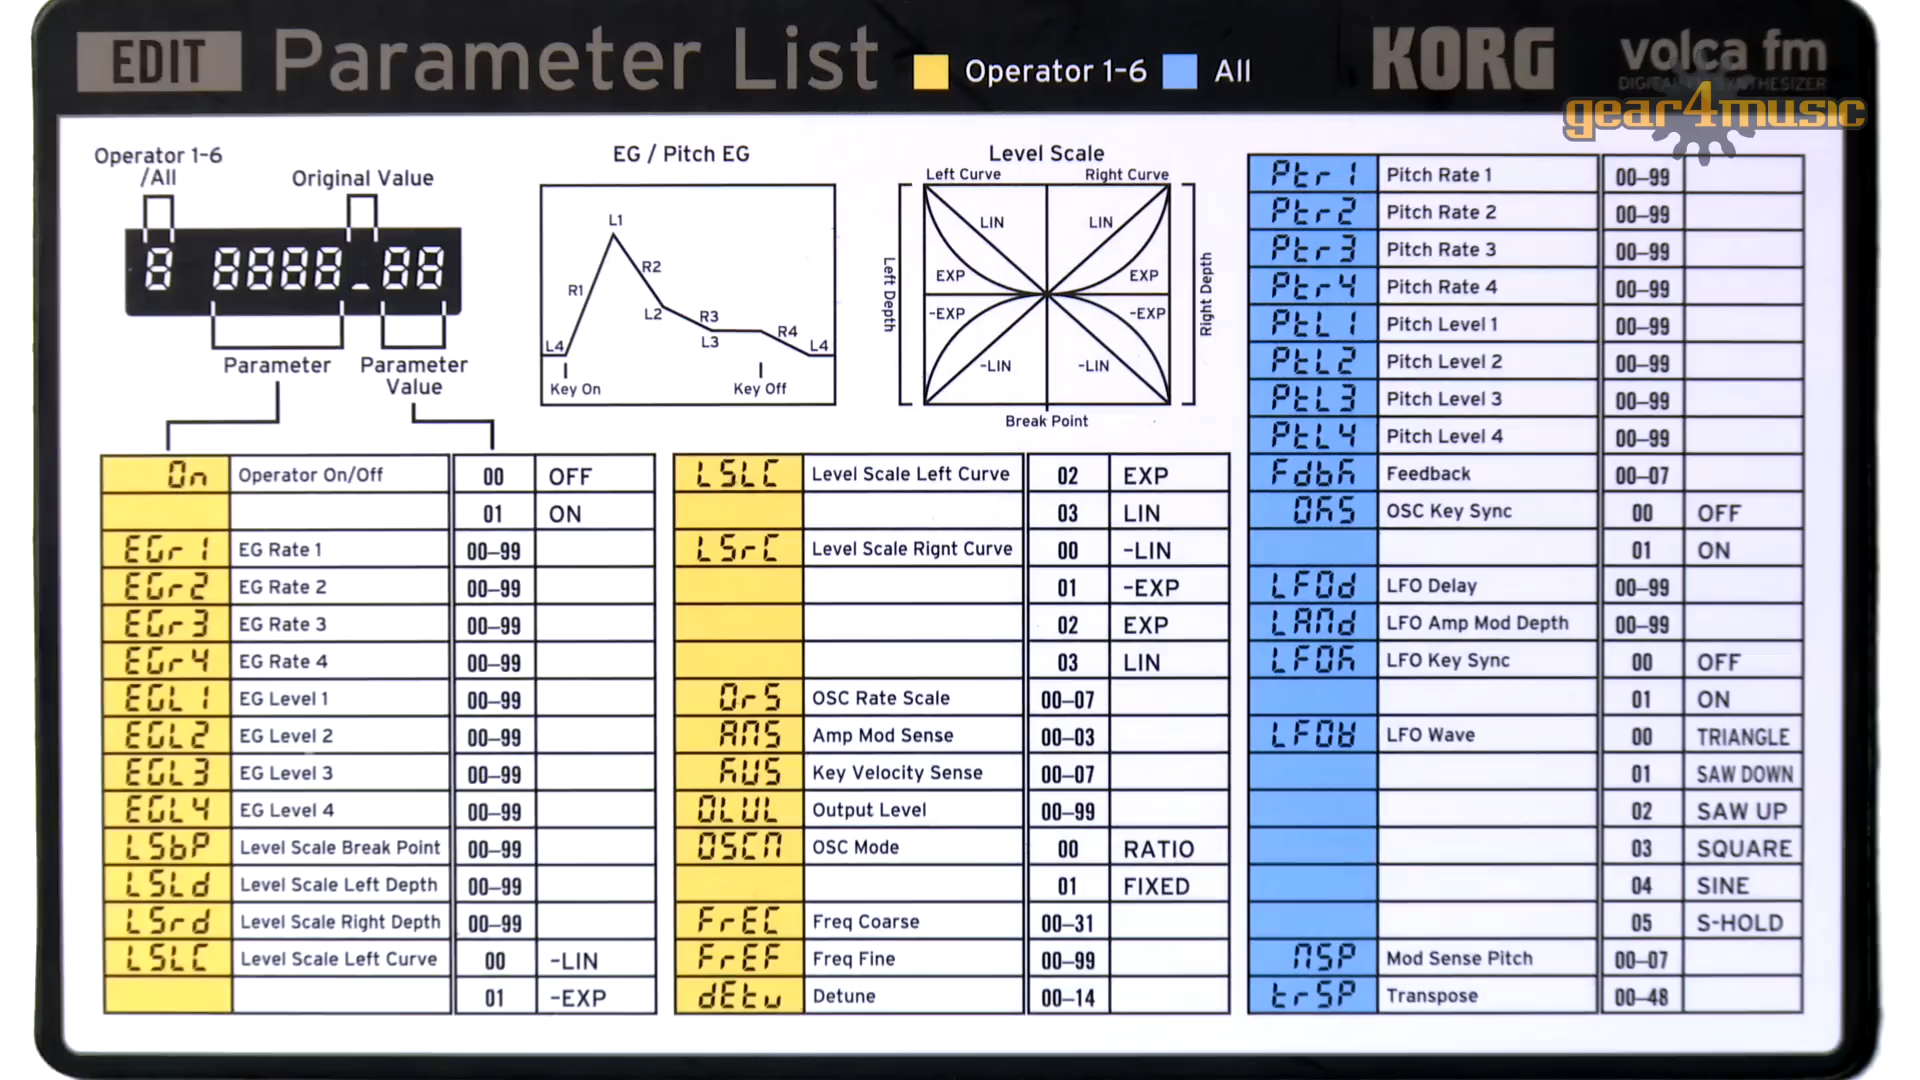 EDIT Parameter List Operator 1-6 All KORG volca fm
gear4music
Operator 1-6
/All
Original Value
8 8888. 88
Parameter
Parameter
Value
EG / Pitch EG
L1
R1
R2
L2
R3
L3
R4
L4
L4
Key On
Key Off
Level Scale
Left Curve
Right Curve
LIN
LIN
EXP
EXP
-EXP
-EXP
-LIN
-LIN
Left Depth
Right Depth
Break Point
On Operator On/Off 00 OFF
01 ON
EGr1 EG Rate 1 00-99
EGr2 EG Rate 2 00-99
EGr3 EG Rate 3 00-99
EGr4 EG Rate 4 00-99
EGL1 EG Level 1 00-99
EGL2 EG Level 2 00-99
EGL3 EG Level 3 00-99
EGL4 EG Level 4 00-99
LSbP Level Scale Break Point 00-99
LSLd Level Scale Left Depth 00-99
LSrd Level Scale Right Depth 00-99
LSLC Level Scale Left Curve 00 -LIN
01 -EXP
LSLC Level Scale Left Curve 02 EXP
03 LIN
LSrC Level Scale Rignt Curve 00 -LIN
01 -EXP
02 EXP
03 LIN
OrS OSC Rate Scale 00-07
AMS Amp Mod Sense 00-03
KVS Key Velocity Sense 00-07
OLVL Output Level 00-99
OSCM OSC Mode 00 RATIO
01 FIXED
FrEC Freq Coarse 00-31
FrEF Freq Fine 00-99
dEtu Detune 00-14
Ptr1 Pitch Rate 1 00-99
Ptr2 Pitch Rate 2 00-99
Ptr3 Pitch Rate 3 00-99
Ptr4 Pitch Rate 4 00-99
PtL1 Pitch Level 1 00-99
PtL2 Pitch Level 2 00-99
PtL3 Pitch Level 3 00-99
PtL4 Pitch Level 4 00-99
Fdbk Feedback 00-07
OKS OSC Key Sync 00 OFF
01 ON
LFOd LFO Delay 00-99
LAMd LFO Amp Mod Depth 00-99
LFOK LFO Key Sync 00 OFF
01 ON
LFOW LFO Wave 00 TRIANGLE
01 SAW DOWN
02 SAW UP
03 SQUARE
04 SINE
05 S-HOLD
MSP Mod Sense Pitch 00-07
trSP Transpose 00-48